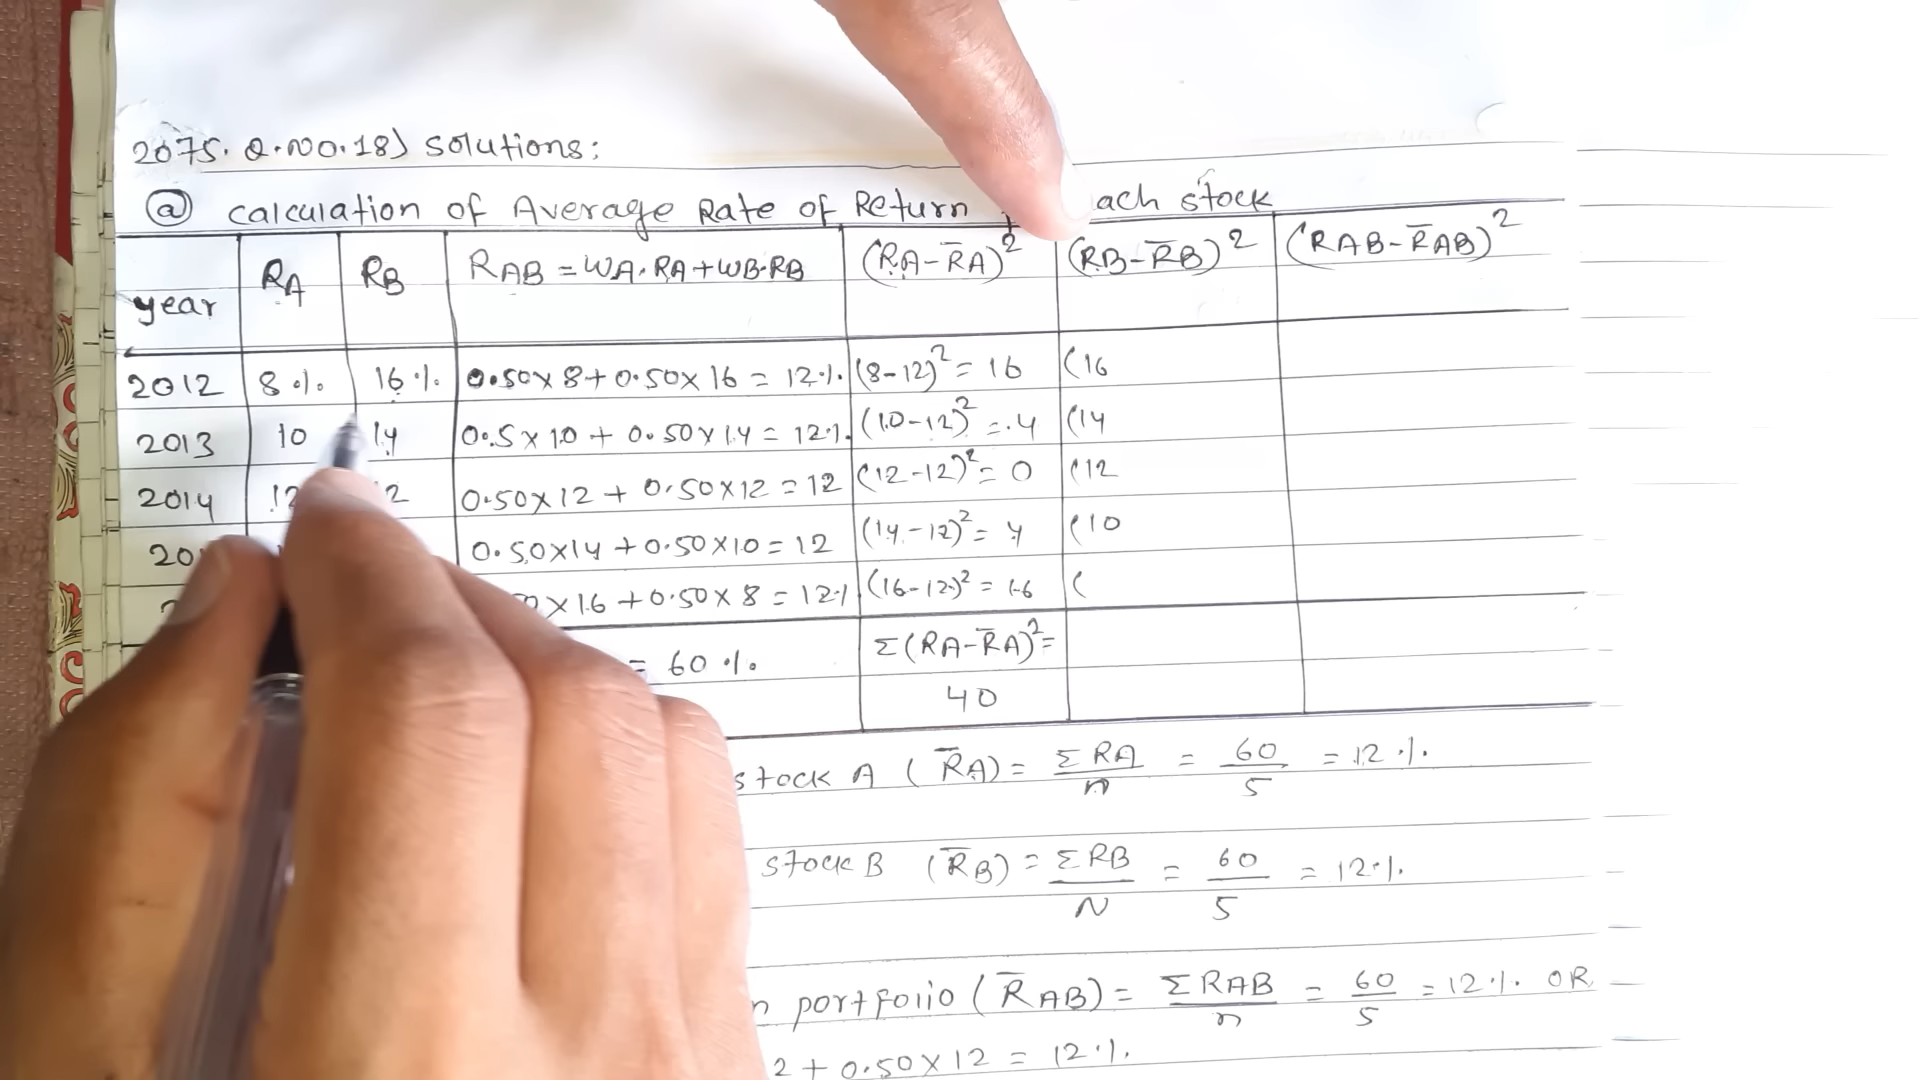 2075. Q.No.18) Solutions:
(a) Calculation of Average Rate of Return ach stock
year RA RB RAB = WA.RA+WB.RB (RA-R̅A)² (RB-R̅B)² (RAB-R̅AB)²
2012 8% 16% 0.50x8+0.50x16 = 12% (8-12)² = 16 (16
2013 10 14 0.5x10 + 0.50x14 = 12% (10-12)² = 4 (14
2014 12 2 0.50x12 + 0.50x12 = 12 (12-12)² = 0 (12
20 0.50x14 + 0.50x10 = 12 (14-12)² = 4 (10
x16 + 0.50x8 = 12% (16-12)² = 16 (
= 60% Σ(RA-R̅A)² =
40
stock A (R̅A) = ΣRA/n = 60/5 = 12%.
stock B (R̅B) = ΣRB/N = 60/5 = 12%.
n portfolio (R̅AB) = ΣRAB/n = 60/5 = 12%. OR
2 + 0.50x12 = 12%.